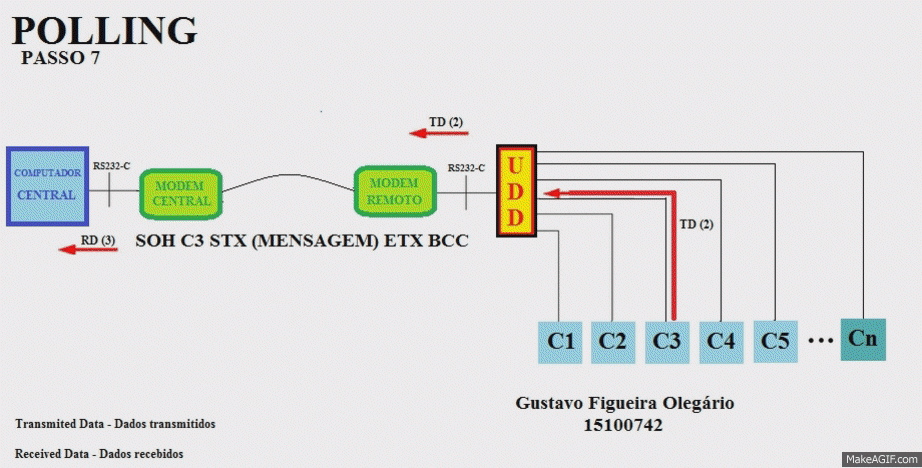 POLLING
PASSO 7
TD (2)
COMPUTADOR
CENTRAL
RS232-C
MODEM
CENTRAL
MODEM
REMOTO
RS232-C
U
D
D
TD (2)
RD (3)
SOH C3 STX (MENSAGEM) ETX BCC
C1 C2 C3 C4 C5 ... Cn
Gustavo Figueira Olegário
15100742
Transmited Data - Dados transmitidos
Received Data - Dados recebidos
MakeAGIF.com